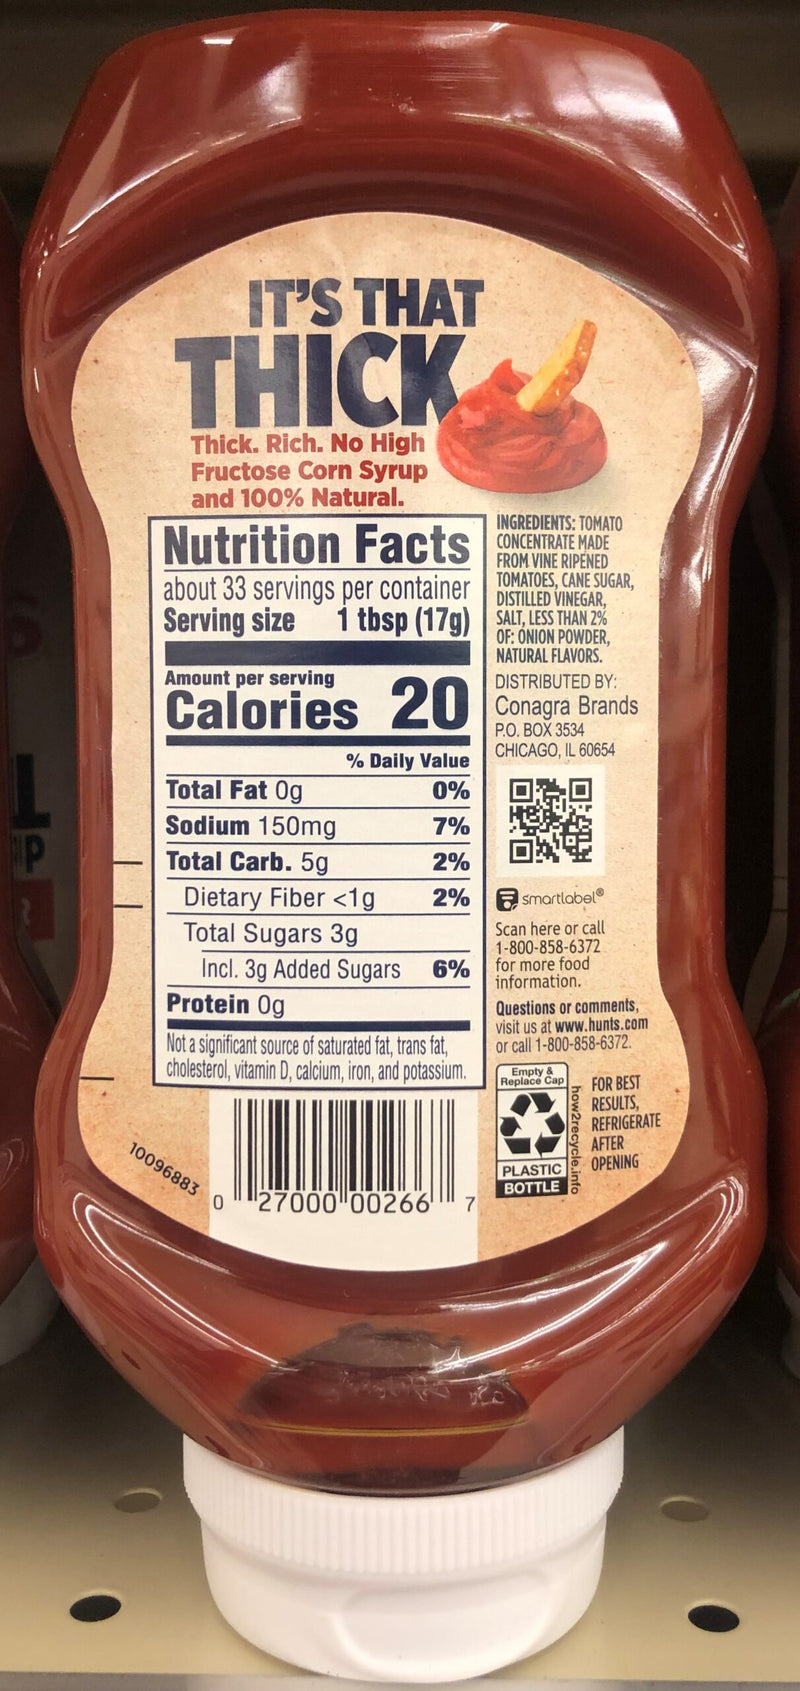 IT'S THAT
THICK
Thick. Rich. No High
Fructose Corn Syrup
and 100% Natural.
Nutrition Facts
about 33 servings per container
Serving size 1 tbsp (17g)
Amount per serving
Calories 20
% Daily Value
Total Fat 0g 0%
Sodium 150mg 7%
Total Carb. 5g 2%
Dietary Fiber <1g 2%
Total Sugars 3g
Incl. 3g Added Sugars 6%
Protein 0g
Not a significant source of saturated fat, trans fat,
cholesterol, vitamin D, calcium, iron, and potassium.
INGREDIENTS: TOMATO
CONCENTRATE MADE
FROM VINE RIPENED
TOMATOES, CANE SUGAR,
DISTILLED VINEGAR,
SALT, LESS THAN 2%
OF: ONION POWDER,
NATURAL FLAVORS.
DISTRIBUTED BY:
Conagra Brands
P.O. BOX 3534
CHICAGO, IL 60654
smartlabel®
Scan here or call
1-800-858-6372
for more food
information.
Questions or comments,
visit us at www.hunts.com
or call 1-800-858-6372.
Empty &
Replace Cap
PLASTIC
BOTTLE
how2recycle.info
FOR BEST
RESULTS,
REFRIGERATE
AFTER
OPENING
10096883
0 27000 00266 7